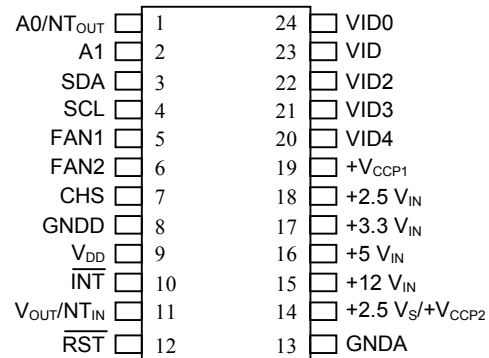 A0/NTOUT 1 24 VID0
A1 2 23 VID
SDA 3 22 VID2
SCL 4 21 VID3
FAN1 5 20 VID4
FAN2 6 19 +VCCP1
CHS 7 18 +2.5 VIN
GNDD 8 17 +3.3 VIN
VDD 9 16 +5 VIN
INT 10 15 +12 VIN
VOUT/NTIN 11 14 +2.5 VS/+VCCP2
RST 12 13 GNDA